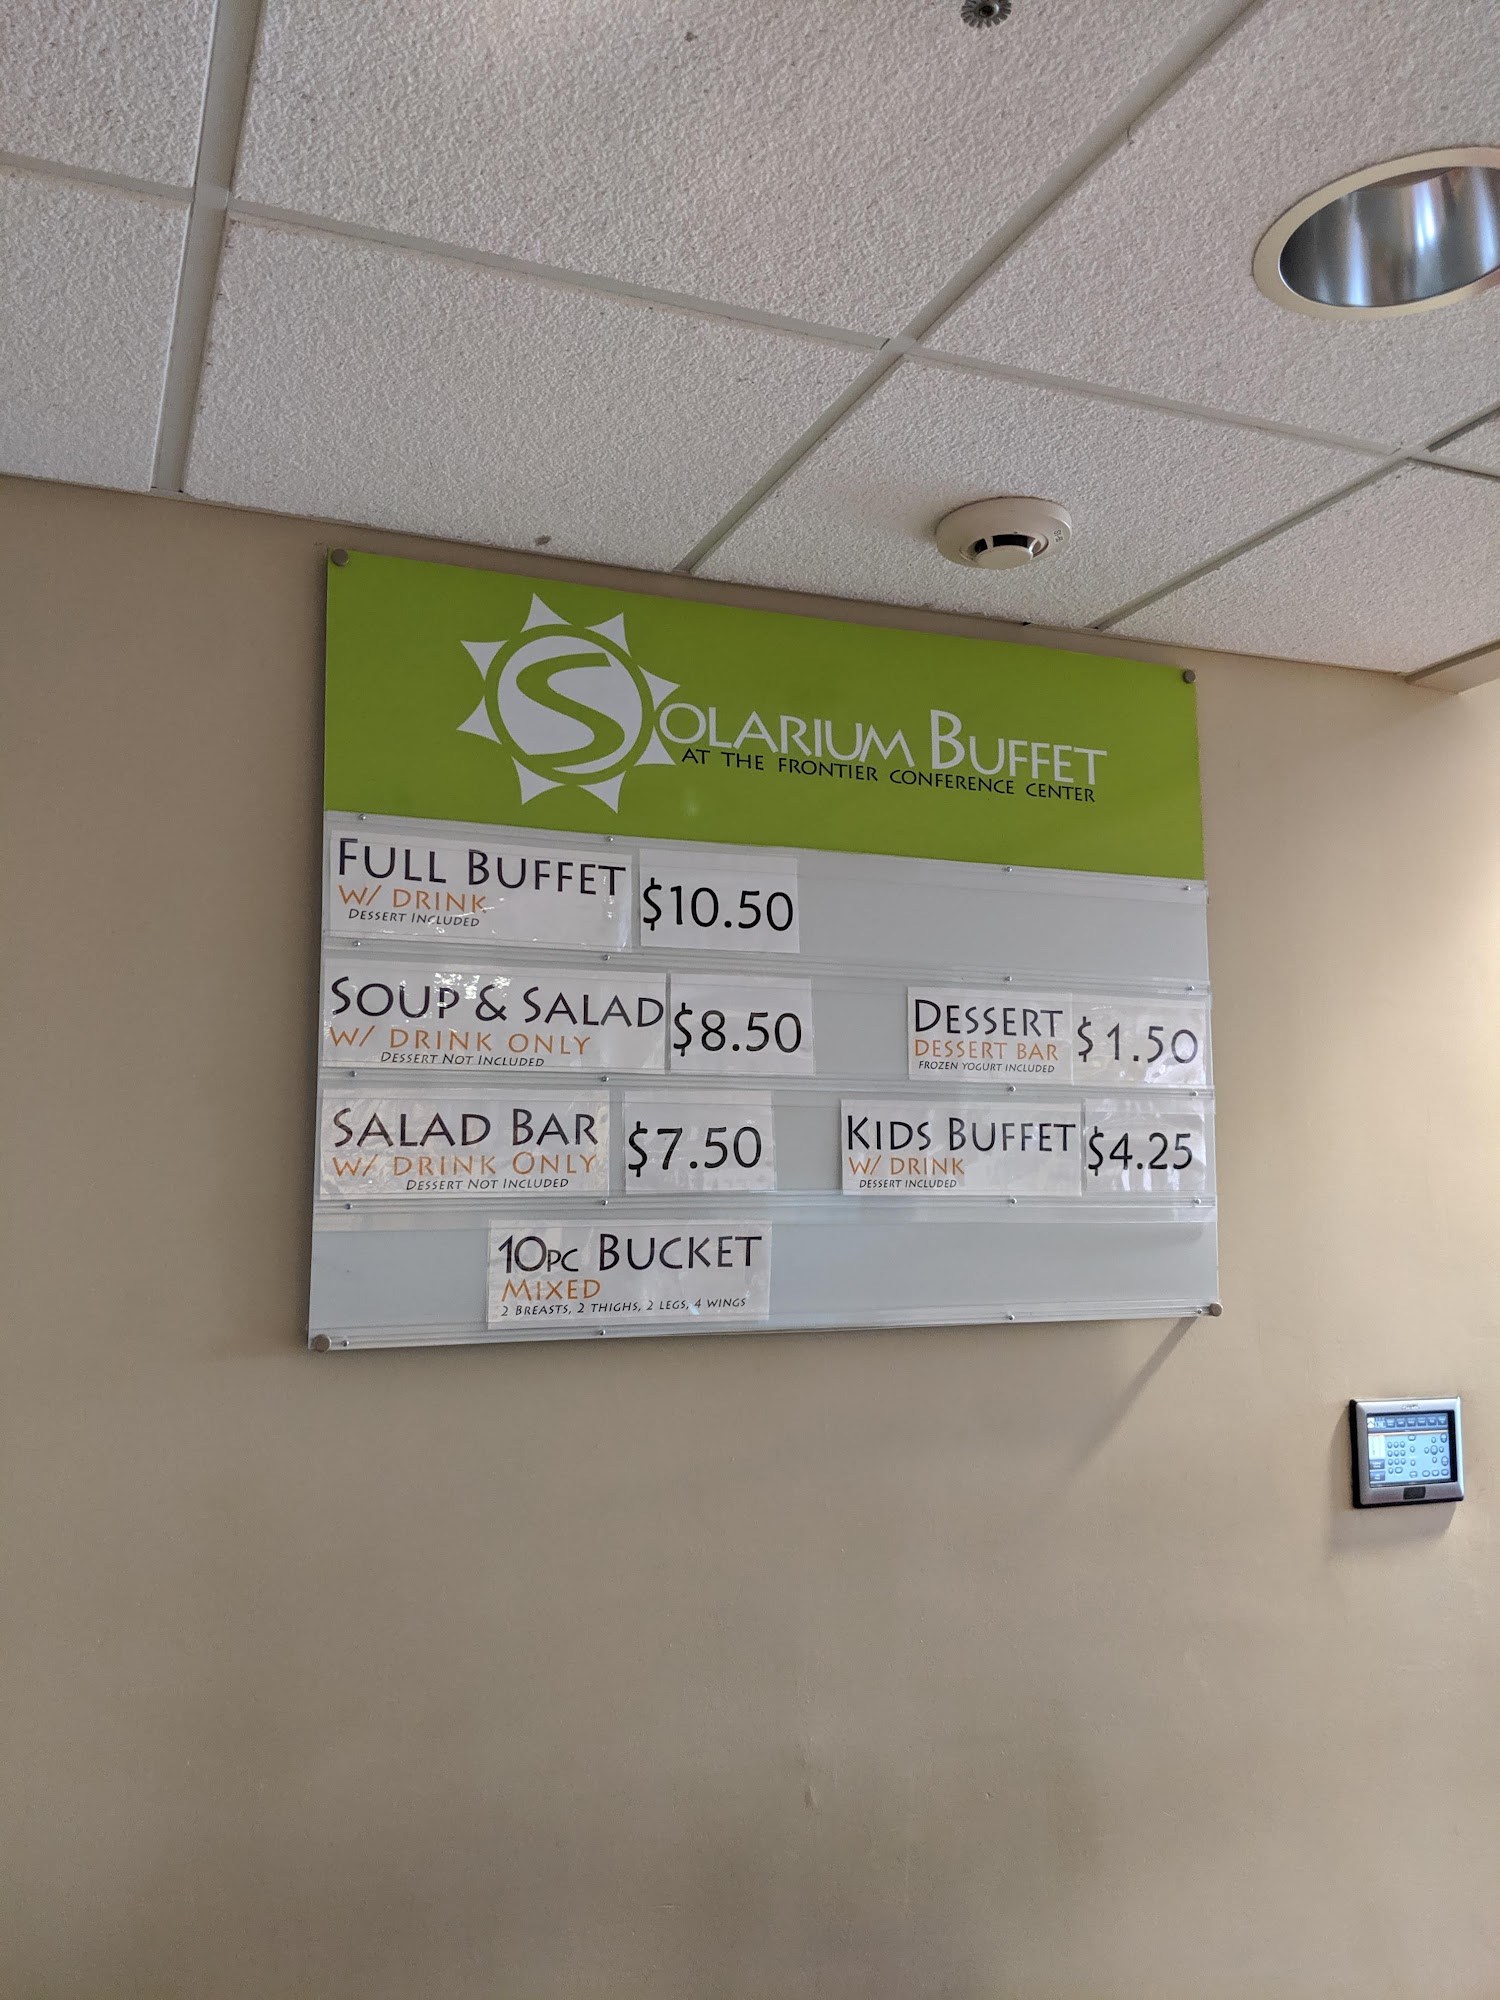 SOLARIUM BUFFET
AT THE FRONTIER CONFERENCE CENTER
FULL BUFFET
W/ DRINK
DESSERT INCLUDED
$10.50
SOUP & SALAD
W/ DRINK ONLY
DESSERT NOT INCLUDED
$8.50
DESSERT
DESSERT BAR
FROZEN YOGURT INCLUDED
$1.50
SALAD BAR
W/ DRINK ONLY
DESSERT NOT INCLUDED
$7.50
KIDS BUFFET
W/ DRINK
DESSERT INCLUDED
$4.25
10PC BUCKET
MIXED
2 BREASTS, 2 THIGHS, 2 LEGS, 4 WINGS